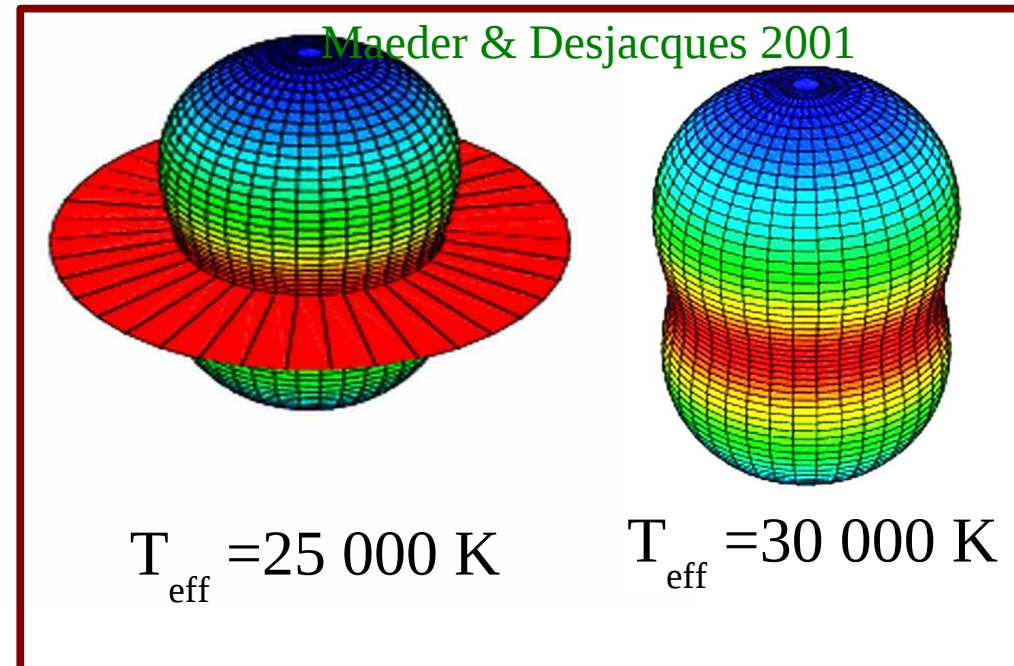 Maeder & Desjacques 2001
Teff =25 000 K
Teff =30 000 K